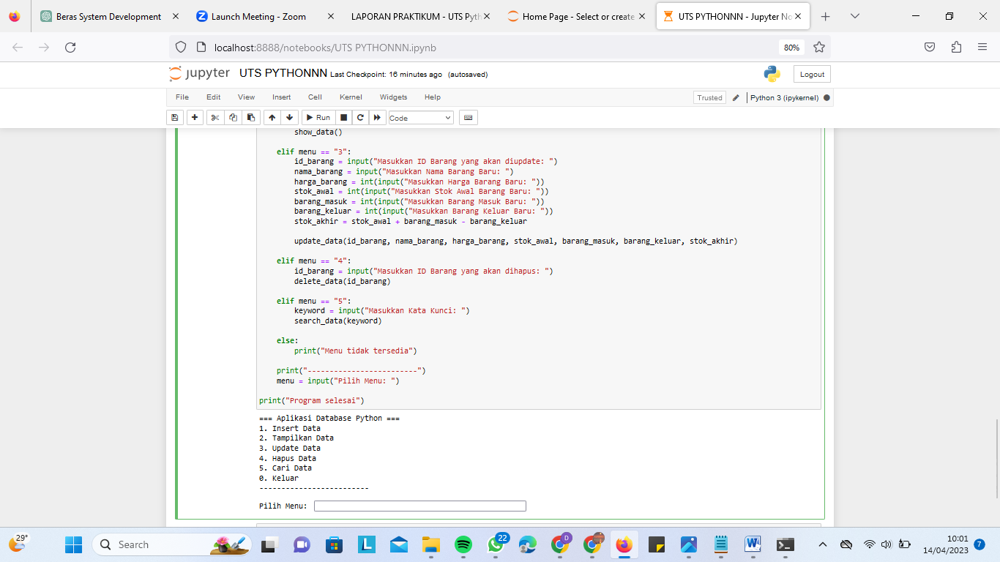 Beras System Development
Launch Meeting - Zoom
LAPORAN PRAKTIKUM - UTS Pyth
Home Page - Select or create
UTS PYTHONNN - Jupyter No
localhost:8888/notebooks/UTS PYTHONNN.ipynb
80%
jupyter UTS PYTHONNN Last Checkpoint: 16 minutes ago (autosaved)
Logout
File Edit View Insert Cell Kernel Widgets Help
Trusted
Python 3 (ipykernel)
Run
Code
show_data()
elif menu == "3":
id_barang = input("Masukkan ID Barang yang akan diupdate: ")
nama_barang = input("Masukkan Nama Barang Baru: ")
harga_barang = int(input("Masukkan Harga Barang Baru: "))
stok_awal = int(input("Masukkan Stok Awal Barang Baru: "))
barang_masuk = int(input("Masukkan Barang Masuk Baru: "))
barang_keluar = int(input("Masukkan Barang Keluar Baru: "))
stok_akhir = stok_awal + barang_masuk - barang_keluar
update_data(id_barang, nama_barang, harga_barang, stok_awal, barang_masuk, barang_keluar, stok_akhir)
elif menu == "4":
id_barang = input("Masukkan ID Barang yang akan dihapus: ")
delete_data(id_barang)
elif menu == "5":
keyword = input("Masukkan Kata Kunci: ")
search_data(keyword)
else:
print("Menu tidak tersedia")
print("-------------------------")
menu = input("Pilih Menu: ")
print("Program selesai")
=== Aplikasi Database Python ===
1. Insert Data
2. Tampilkan Data
3. Update Data
4. Hapus Data
5. Cari Data
0. Keluar
-------------------------
Pilih Menu:
29°
Search
22
D
10:01
14/04/2023
7